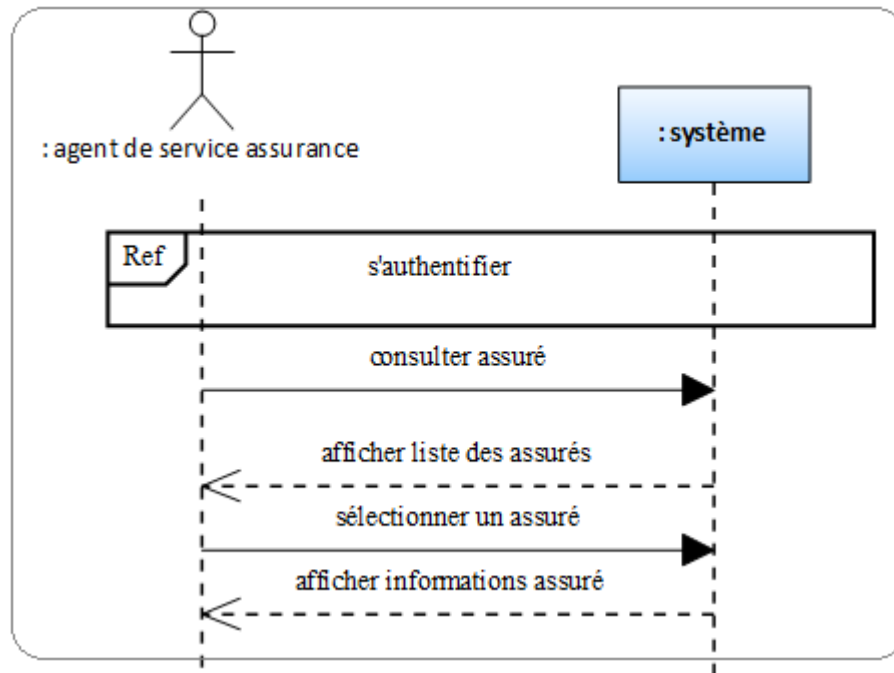 : agent de service assurance
: système
Ref
s'authentifier
consulter assuré
afficher liste des assurés
sélectionner un assuré
afficher informations assuré